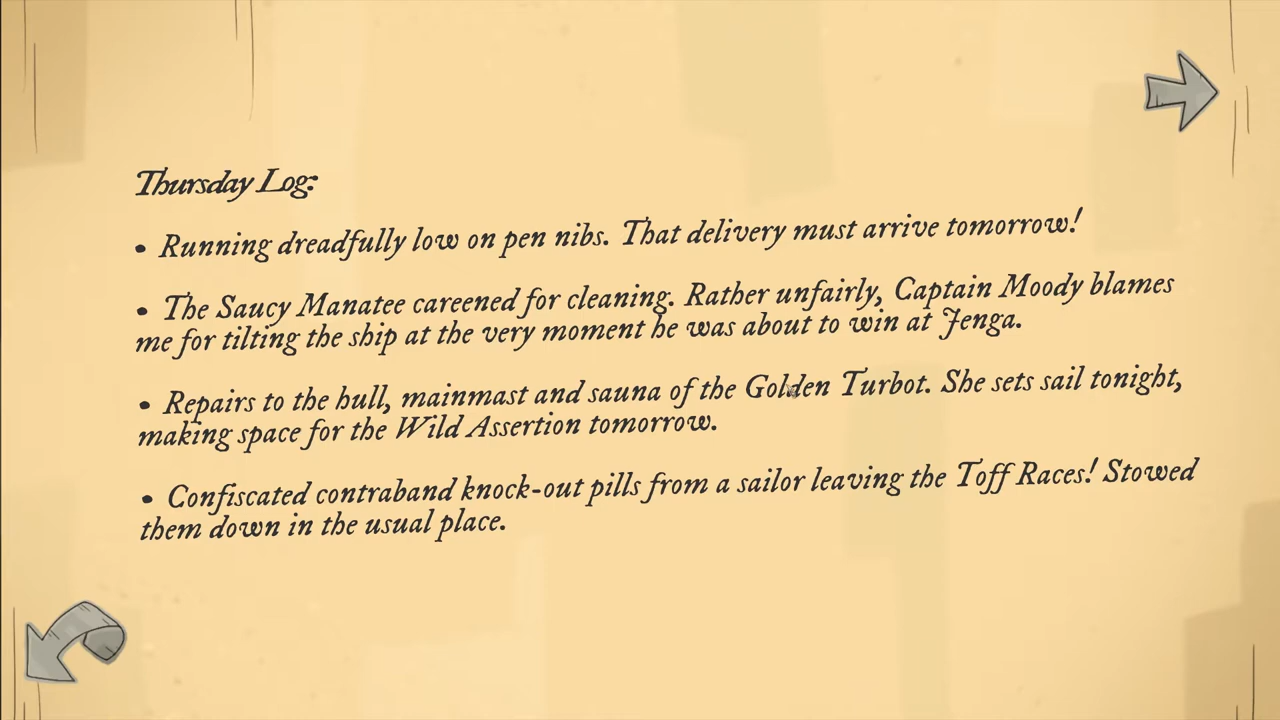 Thursday Log:
• Running dreadfully low on pen nibs. That delivery must arrive tomorrow!
• The Saucy Manatee careened for cleaning. Rather unfairly, Captain Moody blames
me for tilting the ship at the very moment he was about to win at Jenga.
• Repairs to the hull, mainmast and sauna of the Golden Turbot. She sets sail tonight,
making space for the Wild Assertion tomorrow.
• Confiscated contraband knock-out pills from a sailor leaving the Toff Races! Stowed
them down in the usual place.